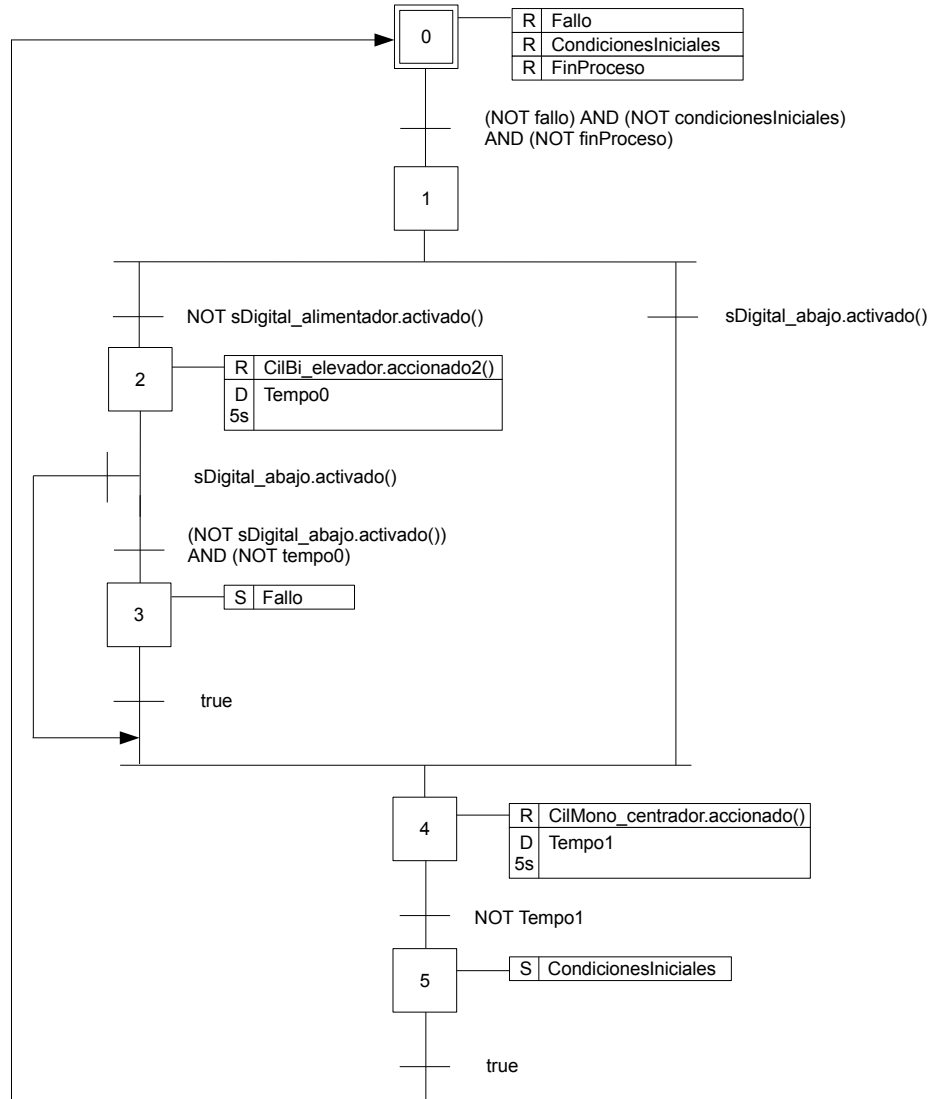 0
R Fallo
R CondicionesIniciales
R FinProceso
(NOT fallo) AND (NOT condicionesIniciales)
AND (NOT finProceso)
1
NOT sDigital_alimentador.activado()
sDigital_abajo.activado()
2
R CilBi_elevador.accionado2()
D Tempo0
5s
sDigital_abajo.activado()
(NOT sDigital_abajo.activado())
AND (NOT tempo0)
3
S Fallo
true
4
R CilMono_centrador.accionado()
D Tempo1
5s
NOT Tempo1
5
S CondicionesIniciales
true